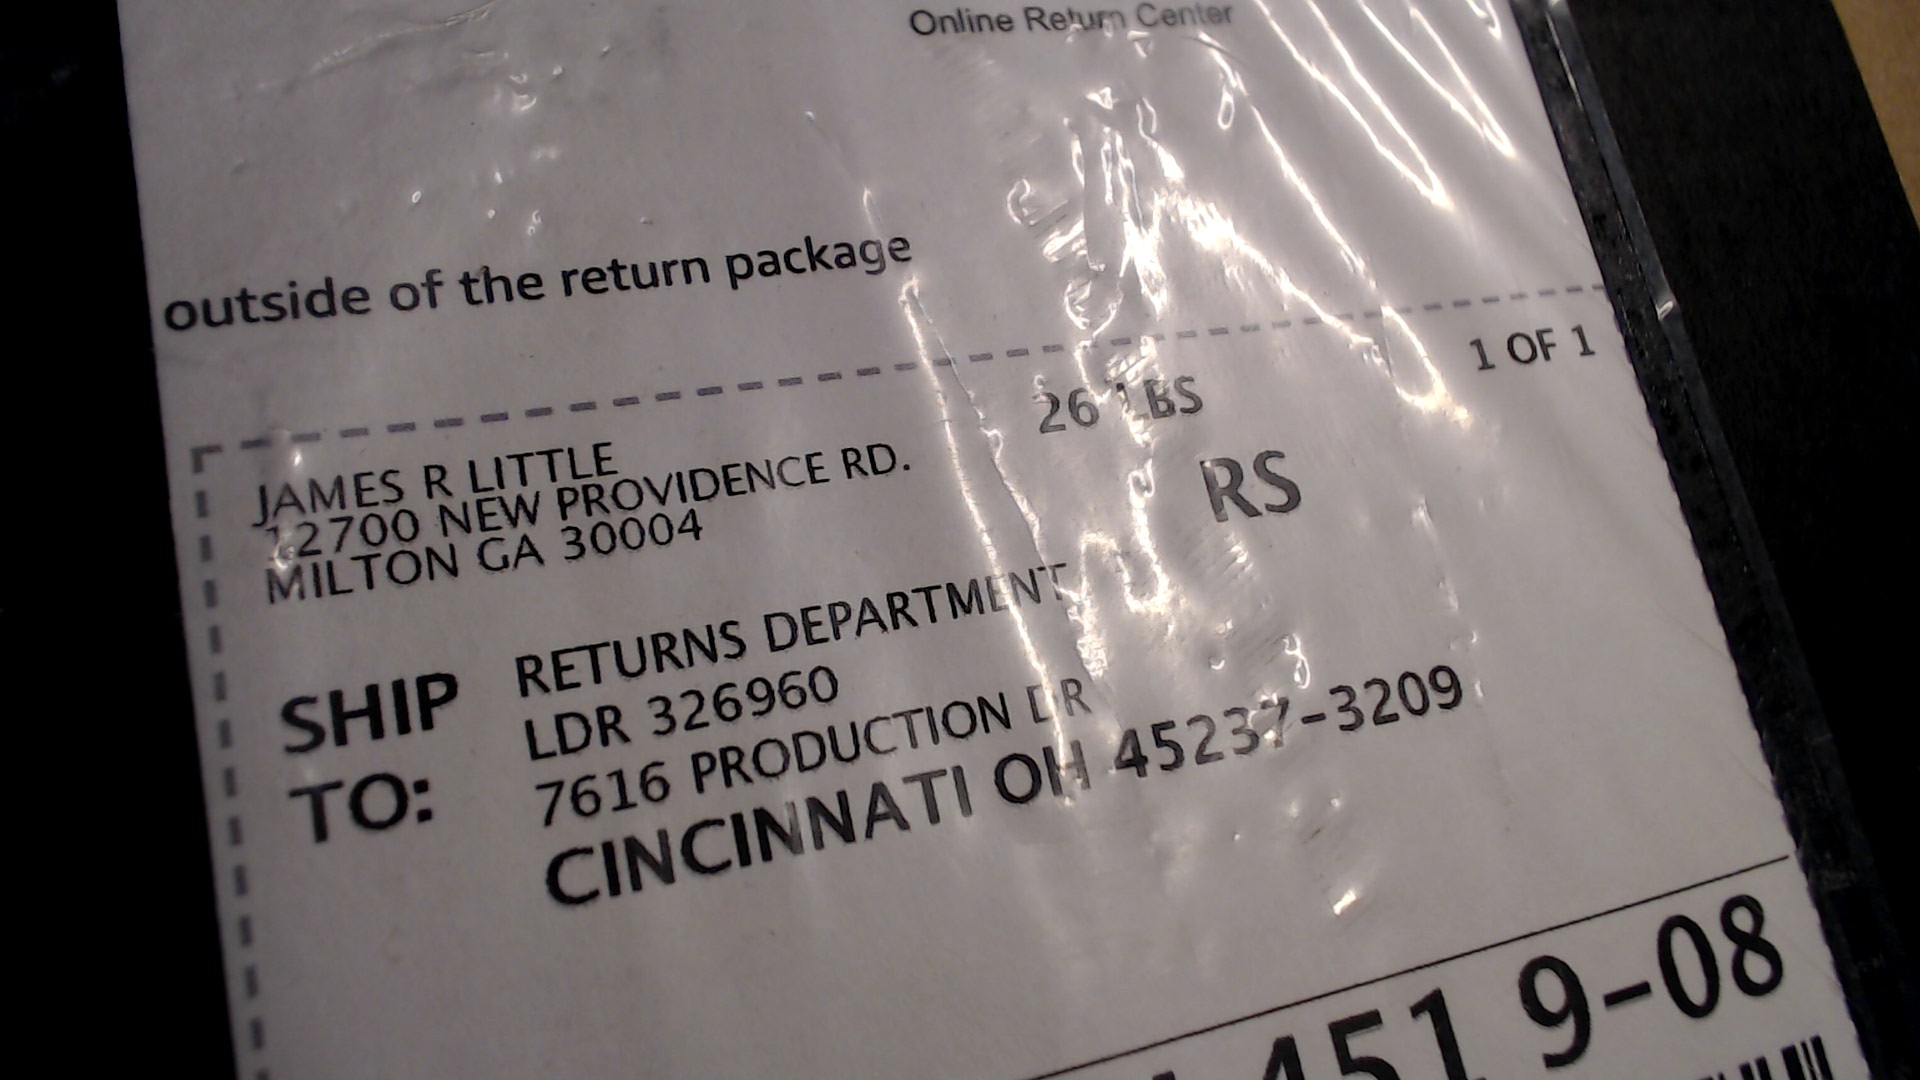 Online Return Center
outside of the return package
26 LBS
1 OF 1
JAMES R LITTLE
12700 NEW PROVIDENCE RD.
MILTON GA 30004
RS
SHIP TO:
RETURNS DEPARTMENT
LDR 326960
7616 PRODUCTION DR
CINCINNATI OH 45237-3209
451 9-08